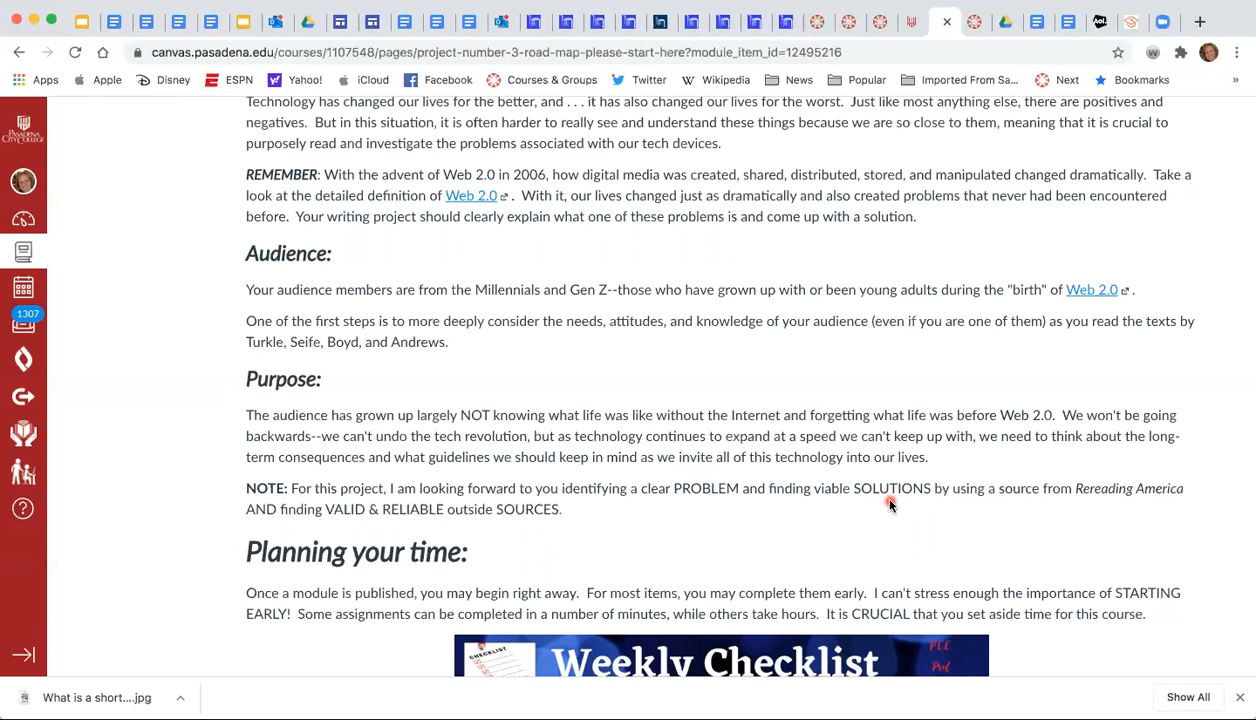 canvas.pasadena.edu/courses/1107548/pages/project-number-3-road-map-please-start-here?module_item_id=12495216
Apps Apple Disney ESPN Yahoo! iCloud Facebook Courses & Groups Twitter Wikipedia News Popular Imported From Sa... Next Bookmarks »
Technology has changed our lives for the better, and . . . it has also changed our lives for the worst. Just like most anything else, there are positives and
PASADENA CITY COLLEGE
negatives. But in this situation, it is often harder to really see and understand these things because we are so close to them, meaning that it is crucial to
purposely read and investigate the problems associated with our tech devices.
REMEMBER: With the advent of Web 2.0 in 2006, how digital media was created, shared, distributed, stored, and manipulated changed dramatically. Take a
look at the detailed definition of Web 2.0 . With it, our lives changed just as dramatically and also created problems that never had been encountered
before. Your writing project should clearly explain what one of these problems is and come up with a solution.
Audience:
Your audience members are from the Millennials and Gen Z--those who have grown up with or been young adults during the "birth" of Web 2.0 .
1307
One of the first steps is to more deeply consider the needs, attitudes, and knowledge of your audience (even if you are one of them) as you read the texts by
Turkle, Seife, Boyd, and Andrews.
Purpose:
The audience has grown up largely NOT knowing what life was like without the Internet and forgetting what life was before Web 2.0. We won't be going
backwards--we can't undo the tech revolution, but as technology continues to expand at a speed we can't keep up with, we need to think about the long-
term consequences and what guidelines we should keep in mind as we invite all of this technology into our lives.
NOTE: For this project, I am looking forward to you identifying a clear PROBLEM and finding viable SOLUTIONS by using a source from Rereading America
AND finding VALID & RELIABLE outside SOURCES.
Planning your time:
Once a module is published, you may begin right away. For most items, you may complete them early. I can't stress enough the importance of STARTING
EARLY! Some assignments can be completed in a number of minutes, while others take hours. It is CRUCIAL that you set aside time for this course.
CHECKLIST Weekly Checklist PCC
Prof
What is a short....jpg Show All